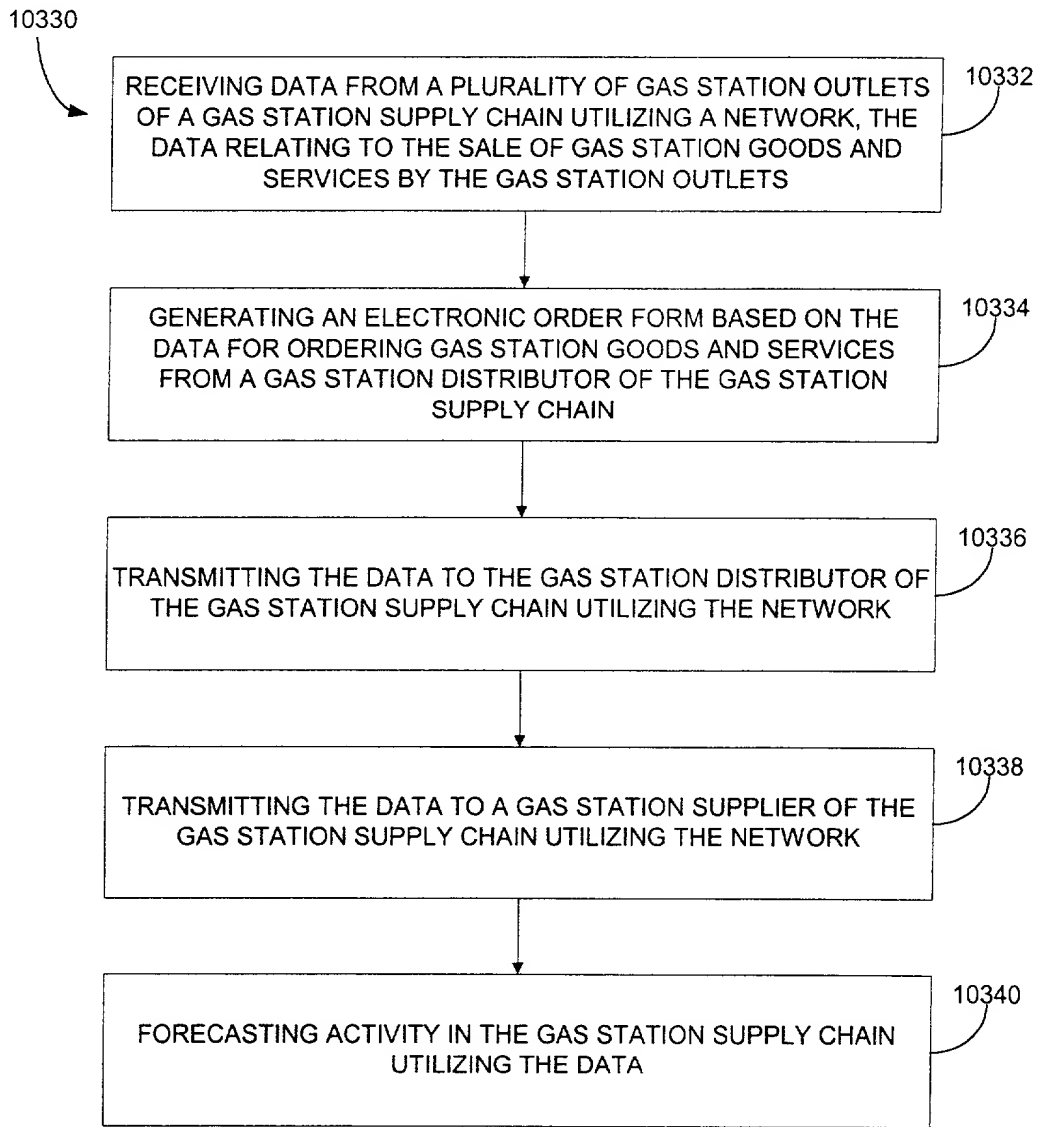 10330
RECEIVING DATA FROM A PLURALITY OF GAS STATION OUTLETS
OF A GAS STATION SUPPLY CHAIN UTILIZING A NETWORK, THE
DATA RELATING TO THE SALE OF GAS STATION GOODS AND
SERVICES BY THE GAS STATION OUTLETS
10332
GENERATING AN ELECTRONIC ORDER FORM BASED ON THE
DATA FOR ORDERING GAS STATION GOODS AND SERVICES
FROM A GAS STATION DISTRIBUTOR OF THE GAS STATION
SUPPLY CHAIN
10334
TRANSMITTING THE DATA TO THE GAS STATION DISTRIBUTOR OF
THE GAS STATION SUPPLY CHAIN UTILIZING THE NETWORK
10336
TRANSMITTING THE DATA TO A GAS STATION SUPPLIER OF THE
GAS STATION SUPPLY CHAIN UTILIZING THE NETWORK
10338
FORECASTING ACTIVITY IN THE GAS STATION SUPPLY CHAIN
UTILIZING THE DATA
10340